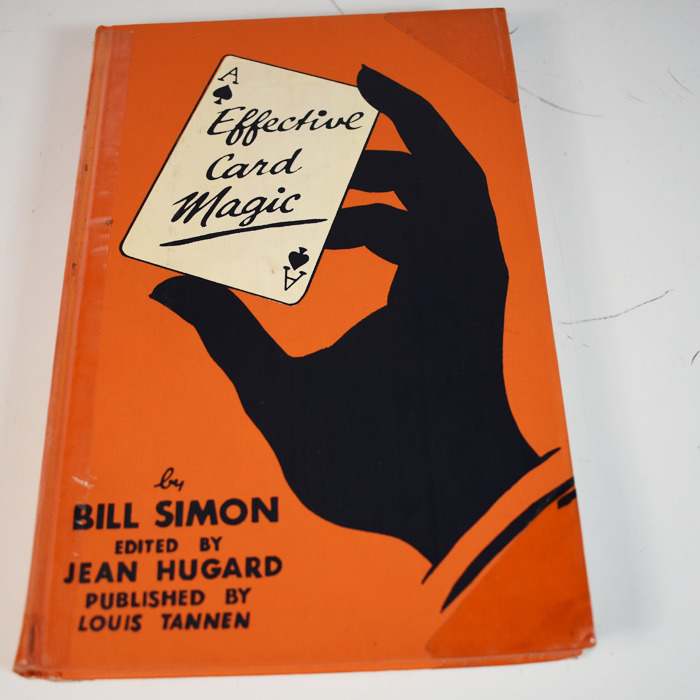 A
Effective
Card
Magic
A
by
BILL SIMON
EDITED BY
JEAN HUGARD
PUBLISHED BY
LOUIS TANNEN